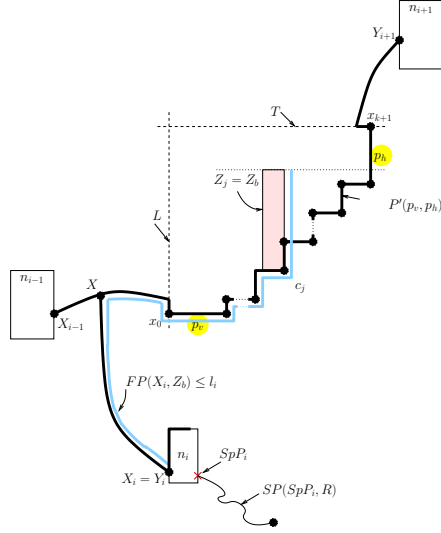 n_{i+1}
Y_{i+1}
T
x_{k+1}
p_h
Z_j = Z_b
P'(p_v, p_h)
L
n_{i−1}
X
c_j
X_{i−1}
x_0
p_v
FP(X_i, Z_b) ≤ l_i
n_i
SpP_i
X_i = Y_i
SP(SpP_i, R)